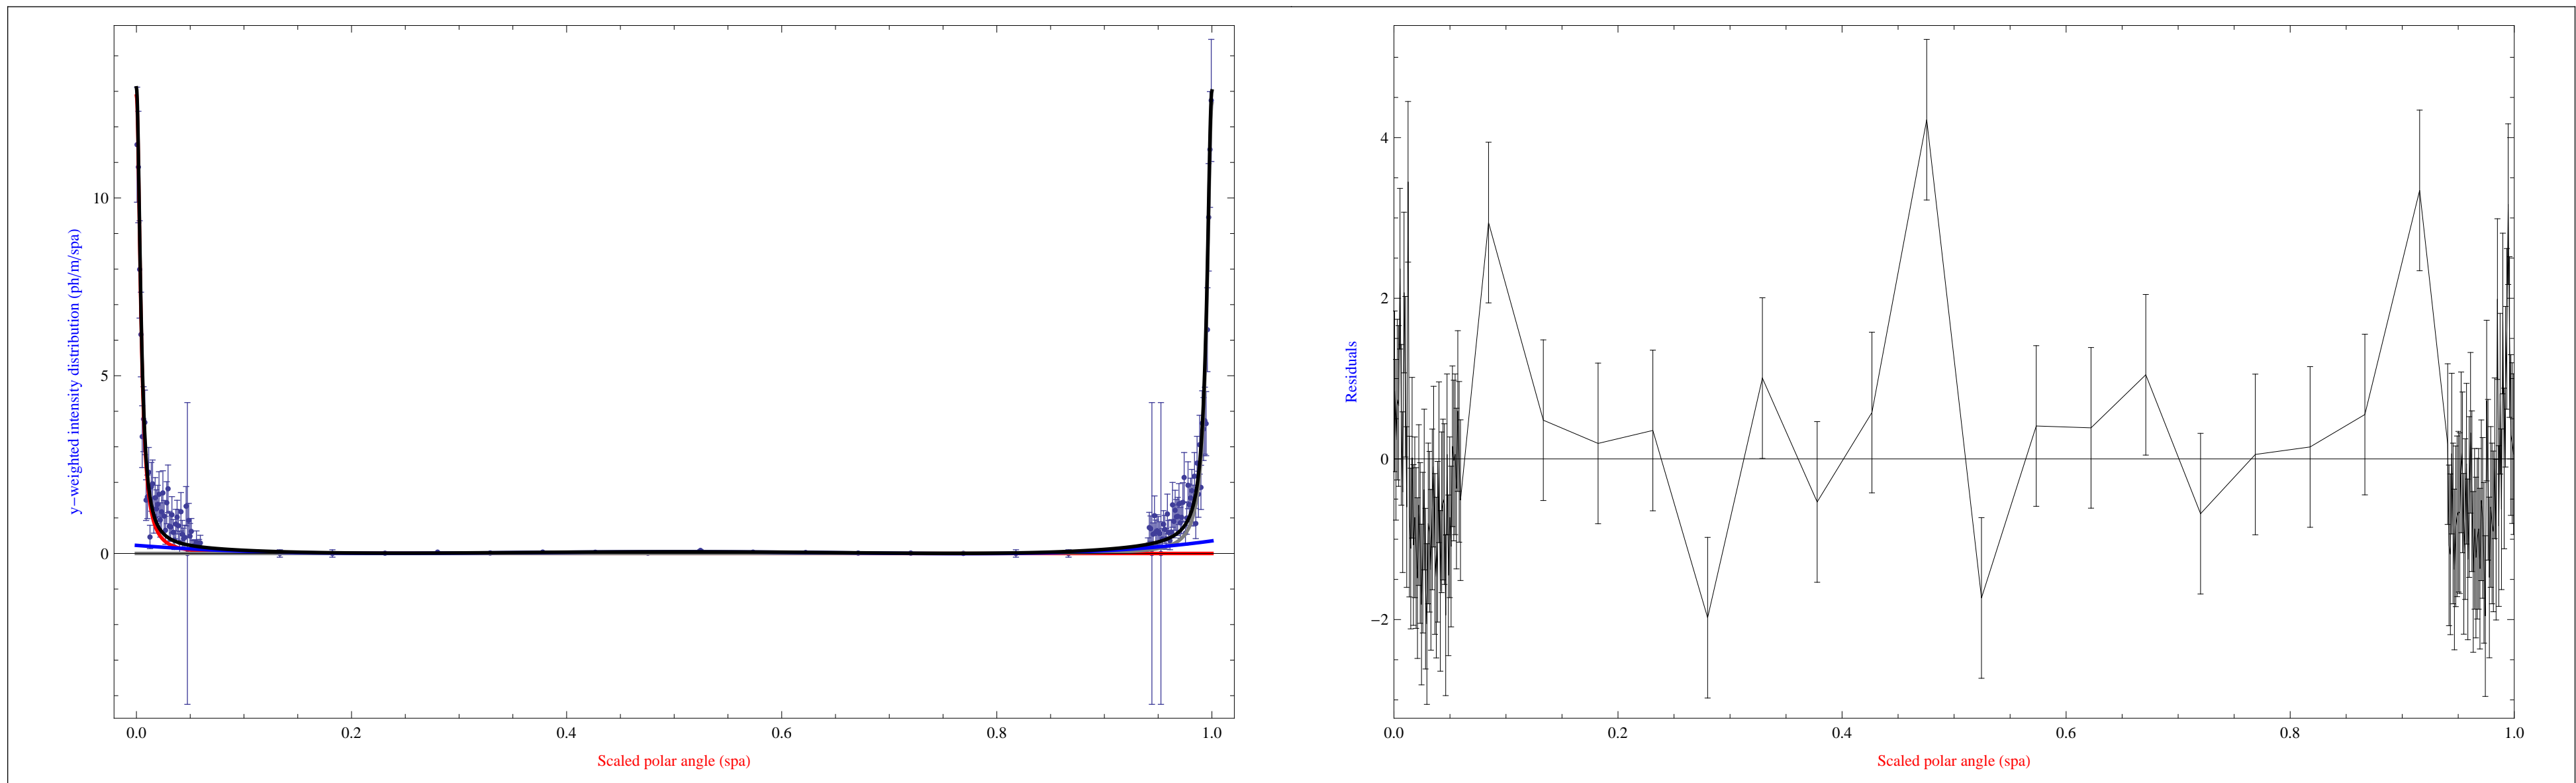 y−weighted intensity distribution (ph/m/spa)
10
5
0
0.0 0.2 0.4 0.6 0.8 1.0
Scaled polar angle (spa)
Residuals
4
2
0
−2
0.0 0.2 0.4 0.6 0.8 1.0
Scaled polar angle (spa)